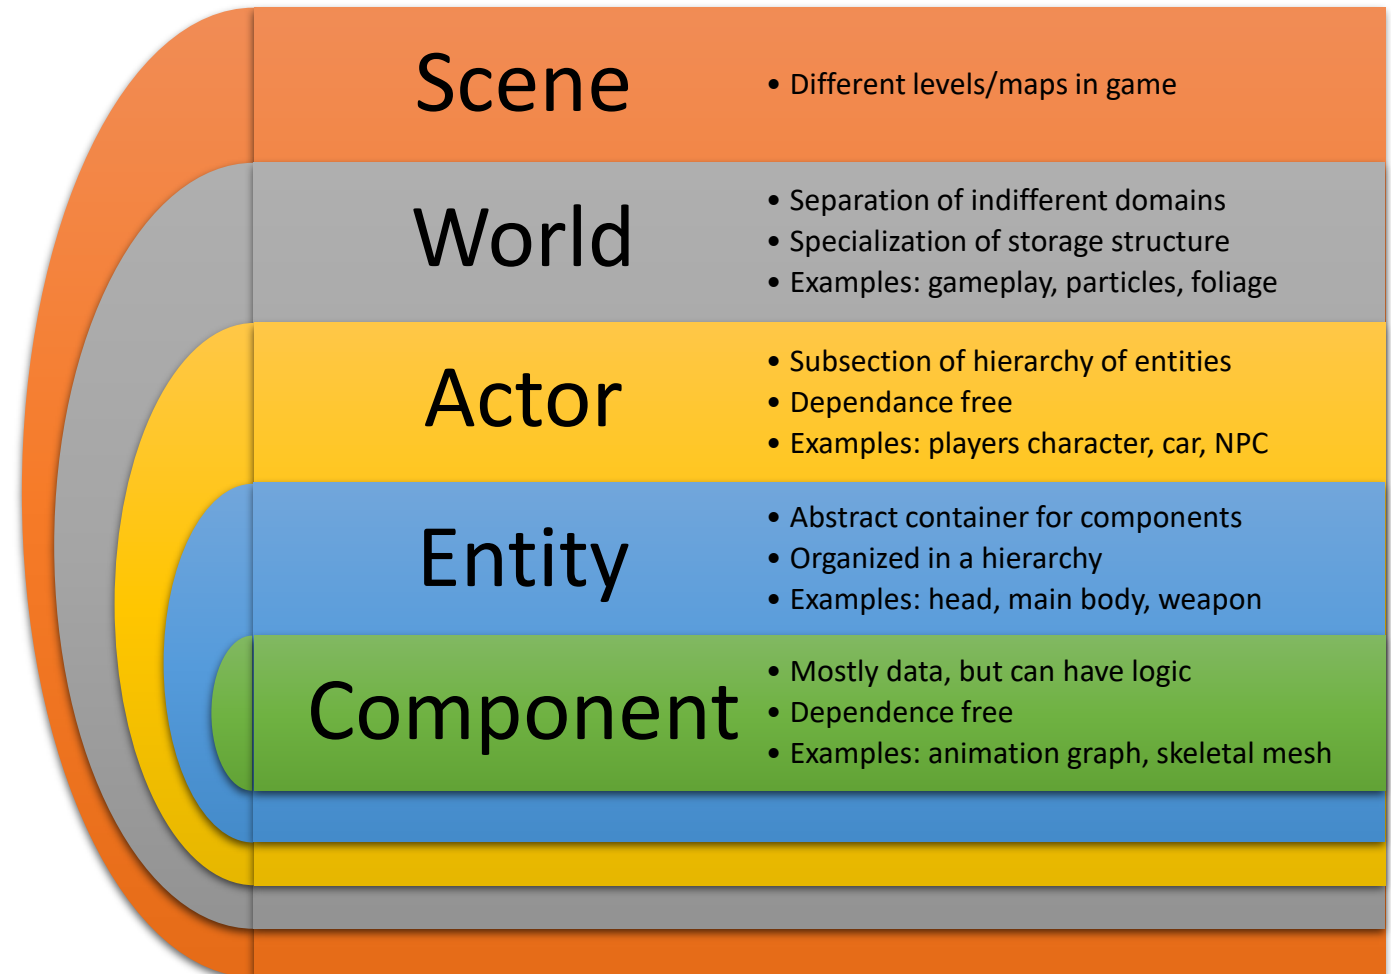 Scene
• Different levels/maps in game
World
• Separation of indifferent domains
• Specialization of storage structure
• Examples: gameplay, particles, foliage
Actor
• Subsection of hierarchy of entities
• Dependance free
• Examples: players character, car, NPC
Entity
• Abstract container for components
• Organized in a hierarchy
• Examples: head, main body, weapon
Component
• Mostly data, but can have logic
• Dependence free
• Examples: animation graph, skeletal mesh